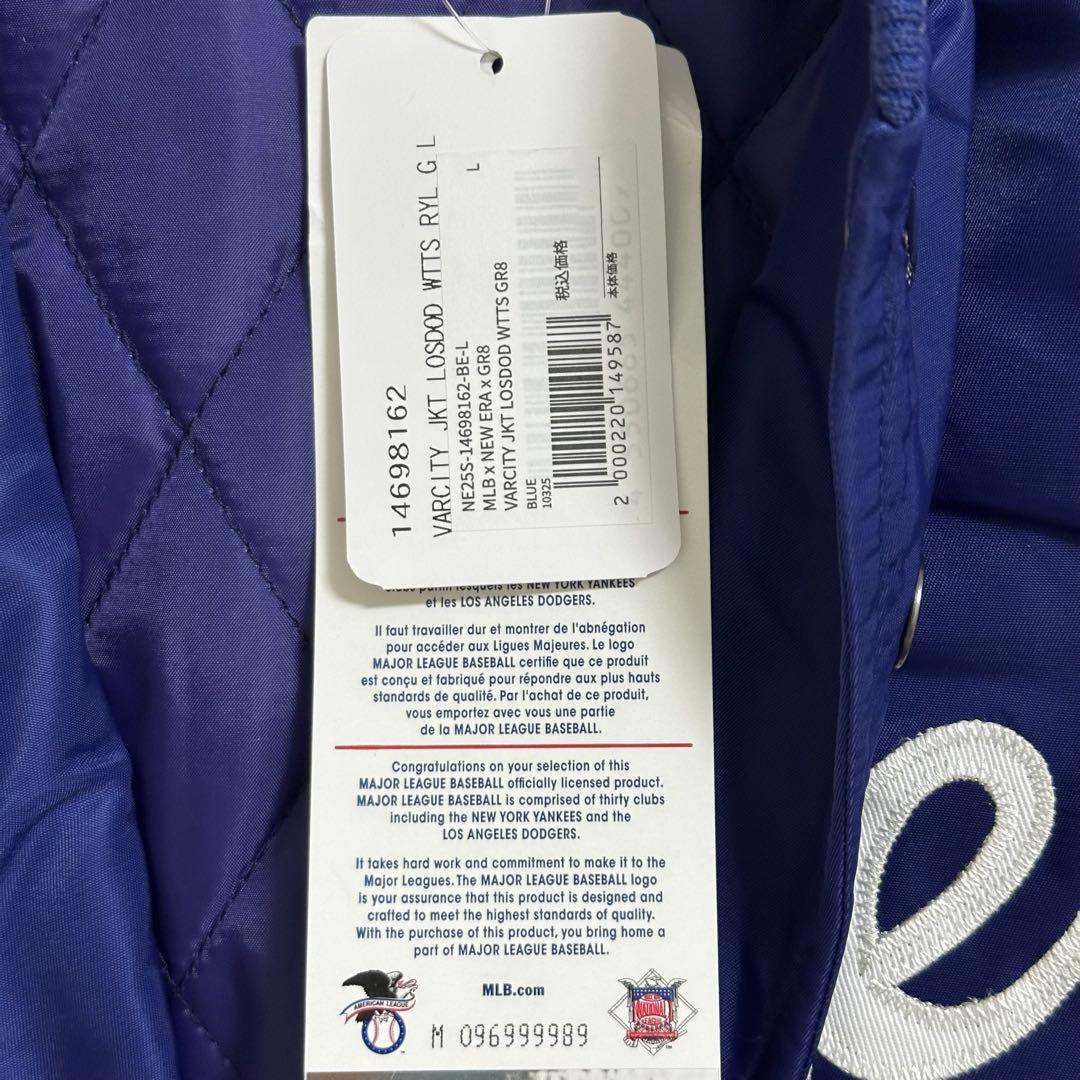 14698162
VARCITY JKT LOSDOD WTTS RYL G L
L
NE25S-14698162-BE-L
MLB x NEW ERA x GR8
VARCITY JKT LOSDOD WTTS GR8
BLUE
10325
税込価格
本体価格
2 000220 149587
lesquels les NEW YORK YANKEES
et les LOS ANGELES DODGERS.
Il faut travailler dur et montrer de l'abnégation
pour accéder aux Ligues Majeures. Le logo
MAJOR LEAGUE BASEBALL certifie que ce produit
est conçu et fabriqué pour répondre aux plus hauts
standards de qualité. Par l'achat de ce produit,
vous emportez avec vous une partie
de la MAJOR LEAGUE BASEBALL.
Congratulations on your selection of this
MAJOR LEAGUE BASEBALL officially licensed product.
MAJOR LEAGUE BASEBALL is comprised of thirty clubs
including the NEW YORK YANKEES and the
LOS ANGELES DODGERS.
It takes hard work and commitment to make it to the
Major Leagues. The MAJOR LEAGUE BASEBALL logo
is your assurance that this product is designed and
crafted to meet the highest standards of quality.
With the purchase of this product, you bring home a
part of MAJOR LEAGUE BASEBALL.
AMERICAN LEAGUE
MLB.com
NATIONAL
LEAGUE
M 096999989
e